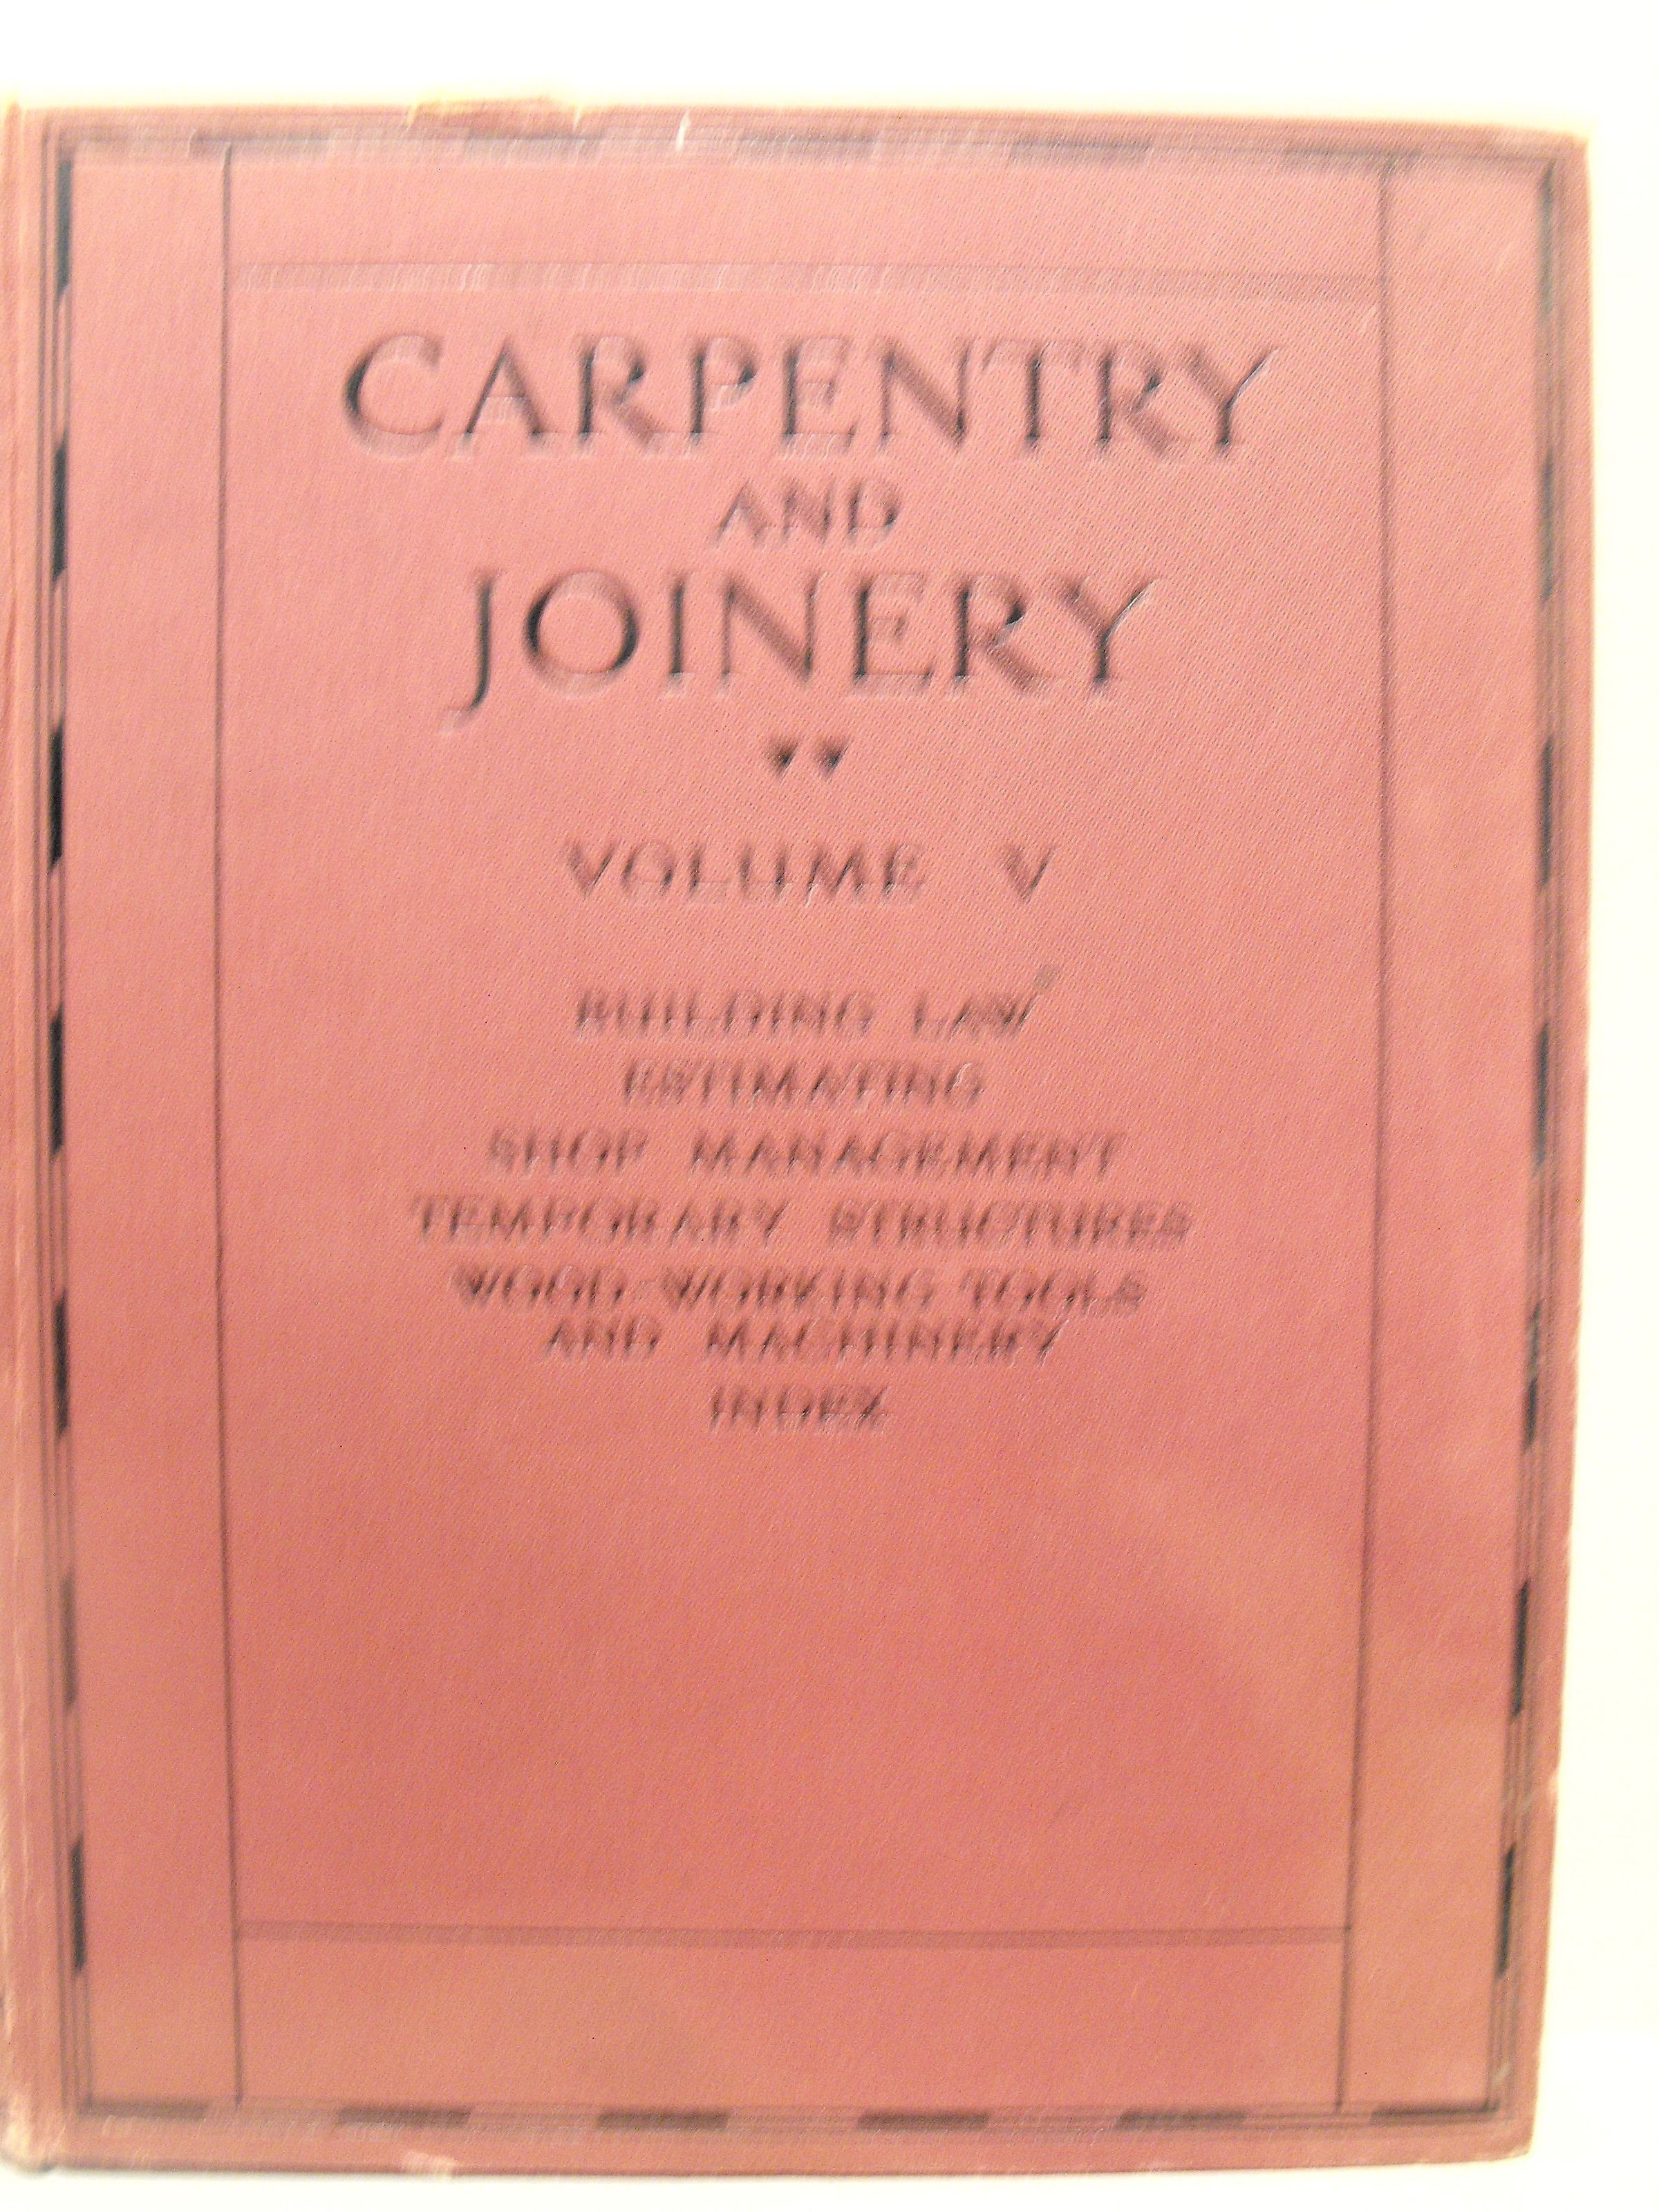 CARPENTRY
AND
JOINERY
VOLUME V
BUILDING LAW
ESTIMATING
SHOP MANAGEMENT
TEMPORARY STRUCTURES
WOOD-WORKING TOOLS
AND MACHINERY
INDEX